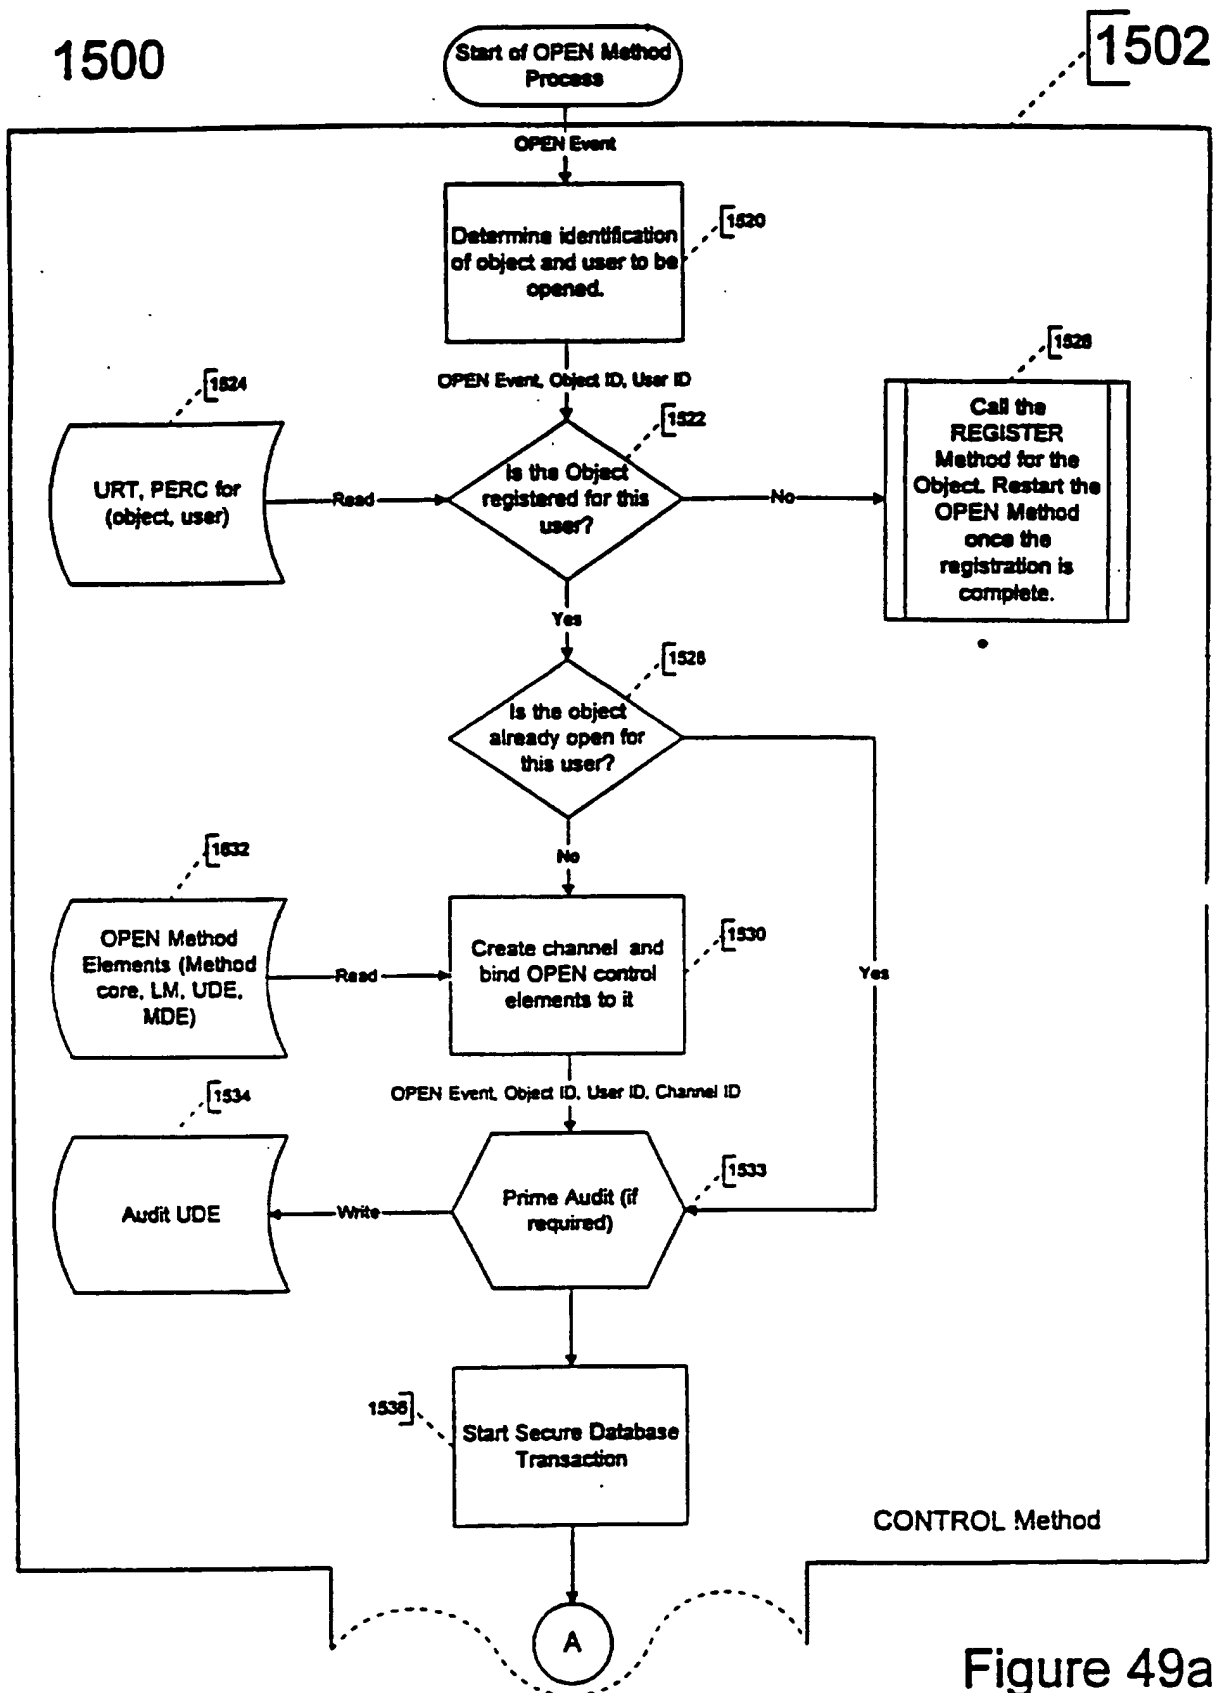 1500
Start of OPEN Method
Process
1502
OPEN Event
Determine identification
of object and user to be
opened.
1520
OPEN Event, Object ID, User ID
1524
URT, PERC for
(object, user)
Read
Is the Object
registered for this
user?
1522
No
1526
Call the
REGISTER
Method for the
Object. Restart the
OPEN Method
once the
registration is
complete.
Yes
Is the object
already open for
this user?
1528
No
Yes
1632
OPEN Method
Elements (Method
core, LM, UDE,
MDE)
Read
Create channel and
bind OPEN control
elements to it
1530
OPEN Event, Object ID, User ID, Channel ID
1534
Audit UDE
Write
Prime Audit (if
required)
1533
1536
Start Secure Database
Transaction
CONTROL Method
A
Figure 49a